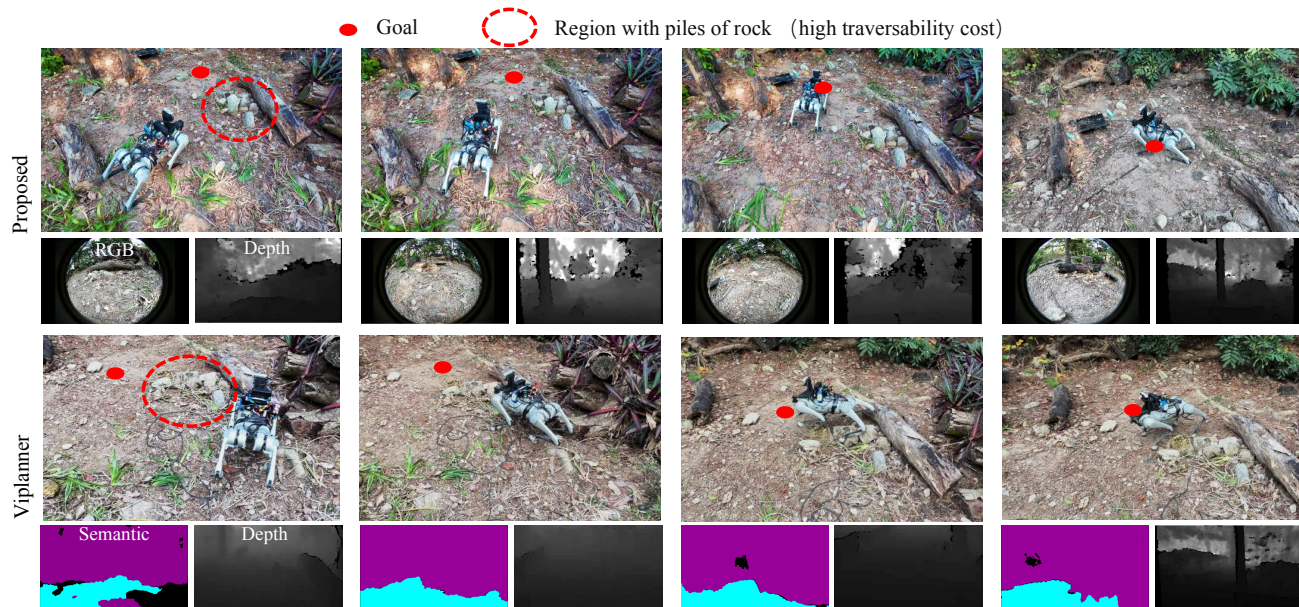 Goal
Region with piles of rock （high traversability cost）
Proposed
RGB
Depth
Viplanner
Semantic
Depth